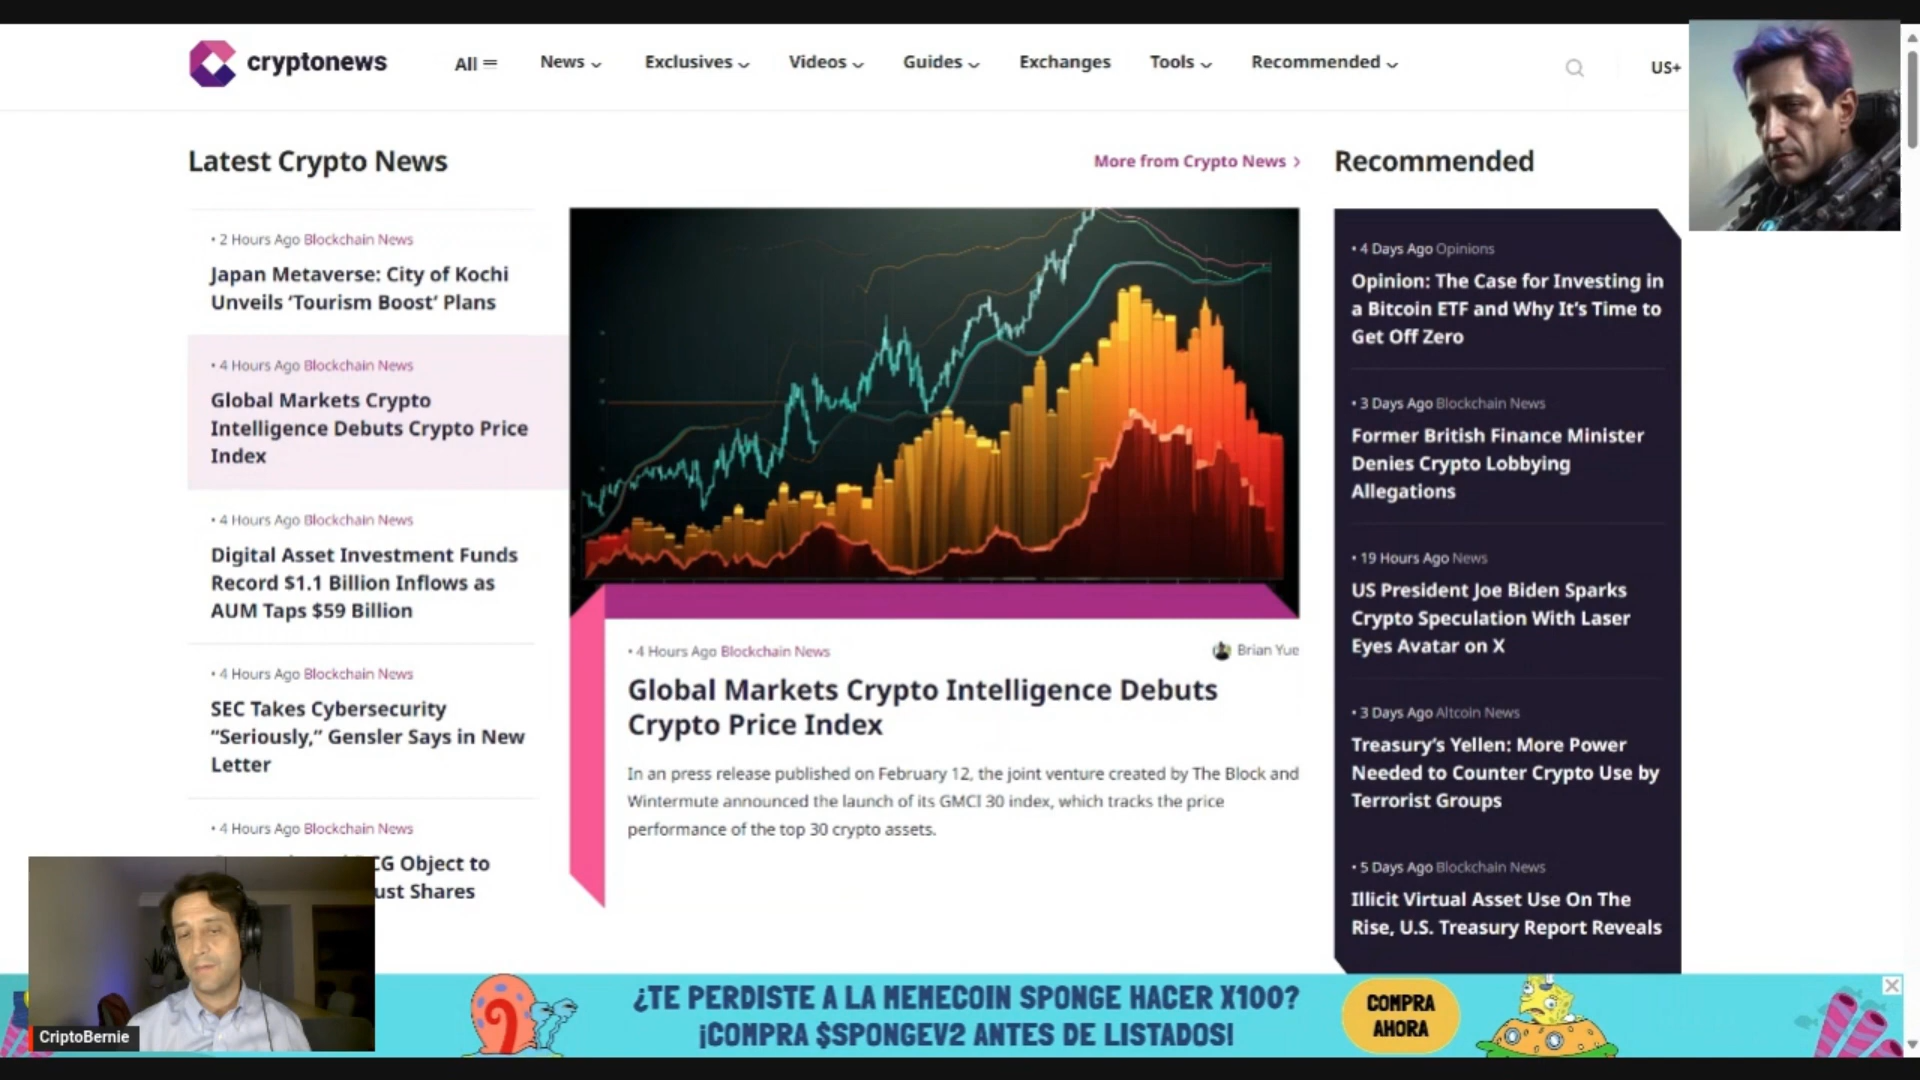 cryptonews
All
News
Exclusives
Videos
Guides
Exchanges
Tools
Recommended
US+
Latest Crypto News
More from Crypto News
• 2 Hours Ago Blockchain News
Japan Metaverse: City of Kochi
Unveils ‘Tourism Boost’ Plans
• 4 Hours Ago Blockchain News
Global Markets Crypto
Intelligence Debuts Crypto Price
Index
• 4 Hours Ago Blockchain News
Digital Asset Investment Funds
Record $1.1 Billion Inflows as
AUM Taps $59 Billion
• 4 Hours Ago Blockchain News
SEC Takes Cybersecurity
“Seriously,” Gensler Says in New
Letter
• 4 Hours Ago Blockchain News
CG Object to
ust Shares
• 4 Hours Ago Blockchain News
Brian Yue
Global Markets Crypto Intelligence Debuts
Crypto Price Index
In an press release published on February 12, the joint venture created by The Block and
Wintermute announced the launch of its GMCI 30 index, which tracks the price
performance of the top 30 crypto assets.
Recommended
• 4 Days Ago Opinions
Opinion: The Case for Investing in
a Bitcoin ETF and Why It’s Time to
Get Off Zero
• 3 Days Ago Blockchain News
Former British Finance Minister
Denies Crypto Lobbying
Allegations
• 19 Hours Ago News
US President Joe Biden Sparks
Crypto Speculation With Laser
Eyes Avatar on X
• 3 Days Ago Altcoin News
Treasury’s Yellen: More Power
Needed to Counter Crypto Use by
Terrorist Groups
• 5 Days Ago Blockchain News
Illicit Virtual Asset Use On The
Rise, U.S. Treasury Report Reveals
CriptoBernie
¿TE PERDISTE A LA MEMECOIN SPONGE HACER X100?
¡COMPRA $SPONGEV2 ANTES DE LISTADOS!
COMPRA
AHORA